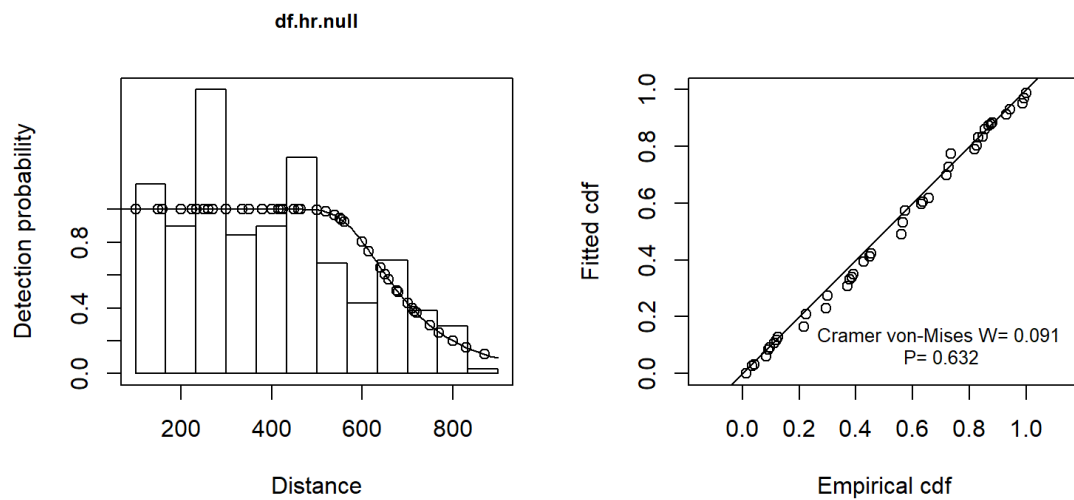 df.hr.null
Detection probability
0.0
0.4
0.8
200
400
600
800
Distance
Fitted cdf
0.0
0.2
0.4
0.6
0.8
1.0
Cramer von-Mises W= 0.091
P= 0.632
0.0
0.2
0.4
0.6
0.8
1.0
Empirical cdf